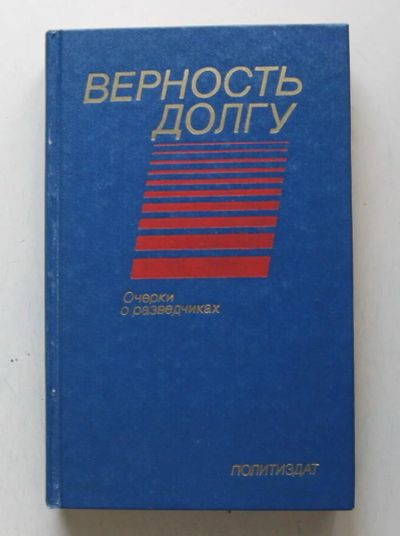 ВЕРНОСТЬ
ДОЛГУ
Очерки
о разведчиках
ПОЛИТИЗДАТ